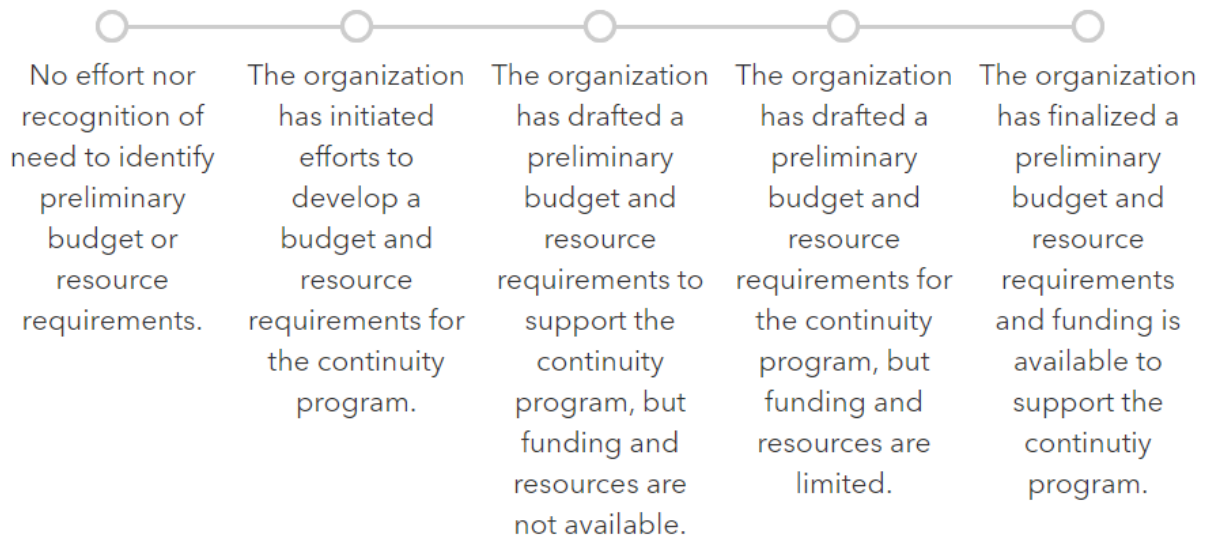 No effort nor
recognition of
need to identify
preliminary
budget or
resource
requirements.
The organization
has initiated
efforts to
develop a
budget and
resource
requirements for
the continuity
program.
The organization
has drafted a
preliminary
budget and
resource
requirements to
support the
continuity
program, but
funding and
resources are
not available.
The organization
has drafted a
preliminary
budget and
resource
requirements for
the continuity
program, but
funding and
resources are
limited.
The organization
has finalized a
preliminary
budget and
resource
requirements
and funding is
available to
support the
continutiy
program.